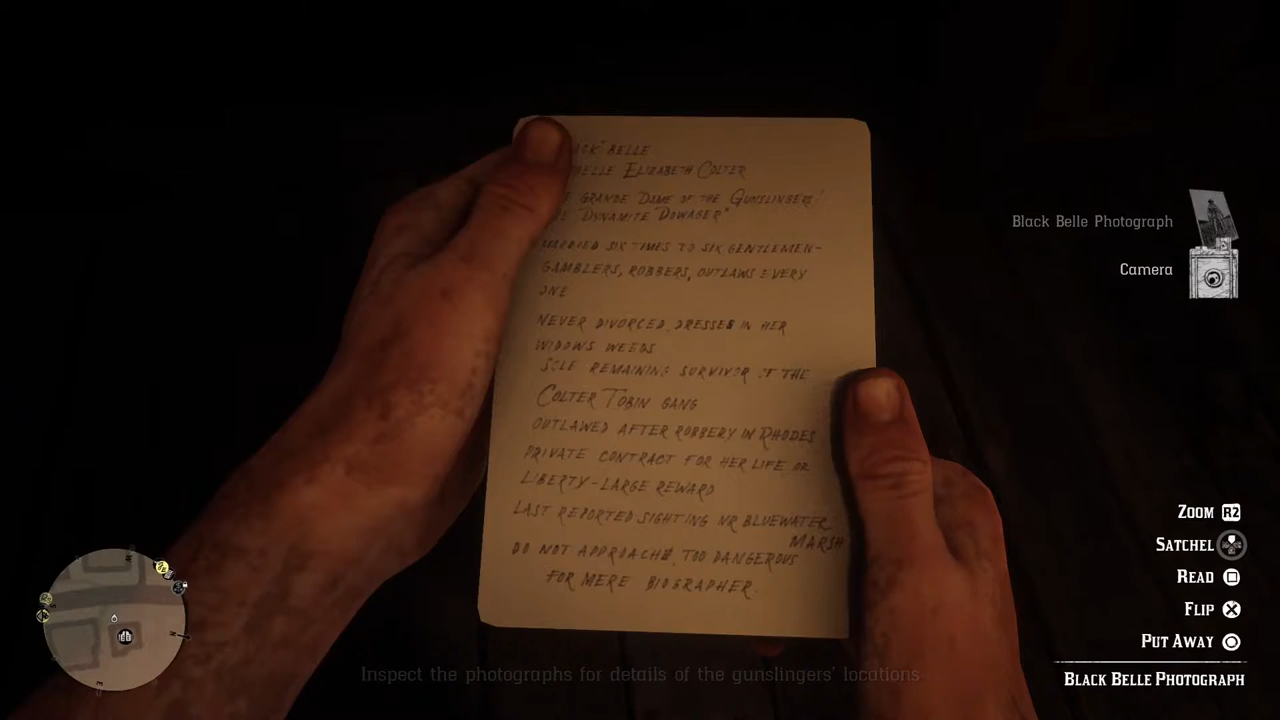 ACK" BELLE
BELLE ELIZABETH COLTER
GRANDE DAME OF THE GUNSLINGERS!
"DYNAMITE DOWAGER"
MARRIED SIX TIMES TO SIX GENTLEMEN-
GAMBLERS, ROBBERS, OUTLAWS EVERY
ONE
NEVER DIVORCED. DRESSES IN HER
WIDOWS WEEDS
SOLE REMAINING SURVIVOR OF THE
COLTER TOBIN GANG
OUTLAWED AFTER ROBBERY IN RHODES
PRIVATE CONTRACT FOR HER LIFE OR
LIBERTY-LARGE REWARD
LAST REPORTED SIGHTING NR BLUEWATER
MARSH
DO NOT APPROACH, TOO DANGEROUS
FOR MERE BIOGRAPHER.
Black Belle Photograph
Camera
ZOOM R2
SATCHEL
READ
FLIP
PUT AWAY
BLACK BELLE PHOTOGRAPH
Inspect the photographs for details of the gunslingers' locations